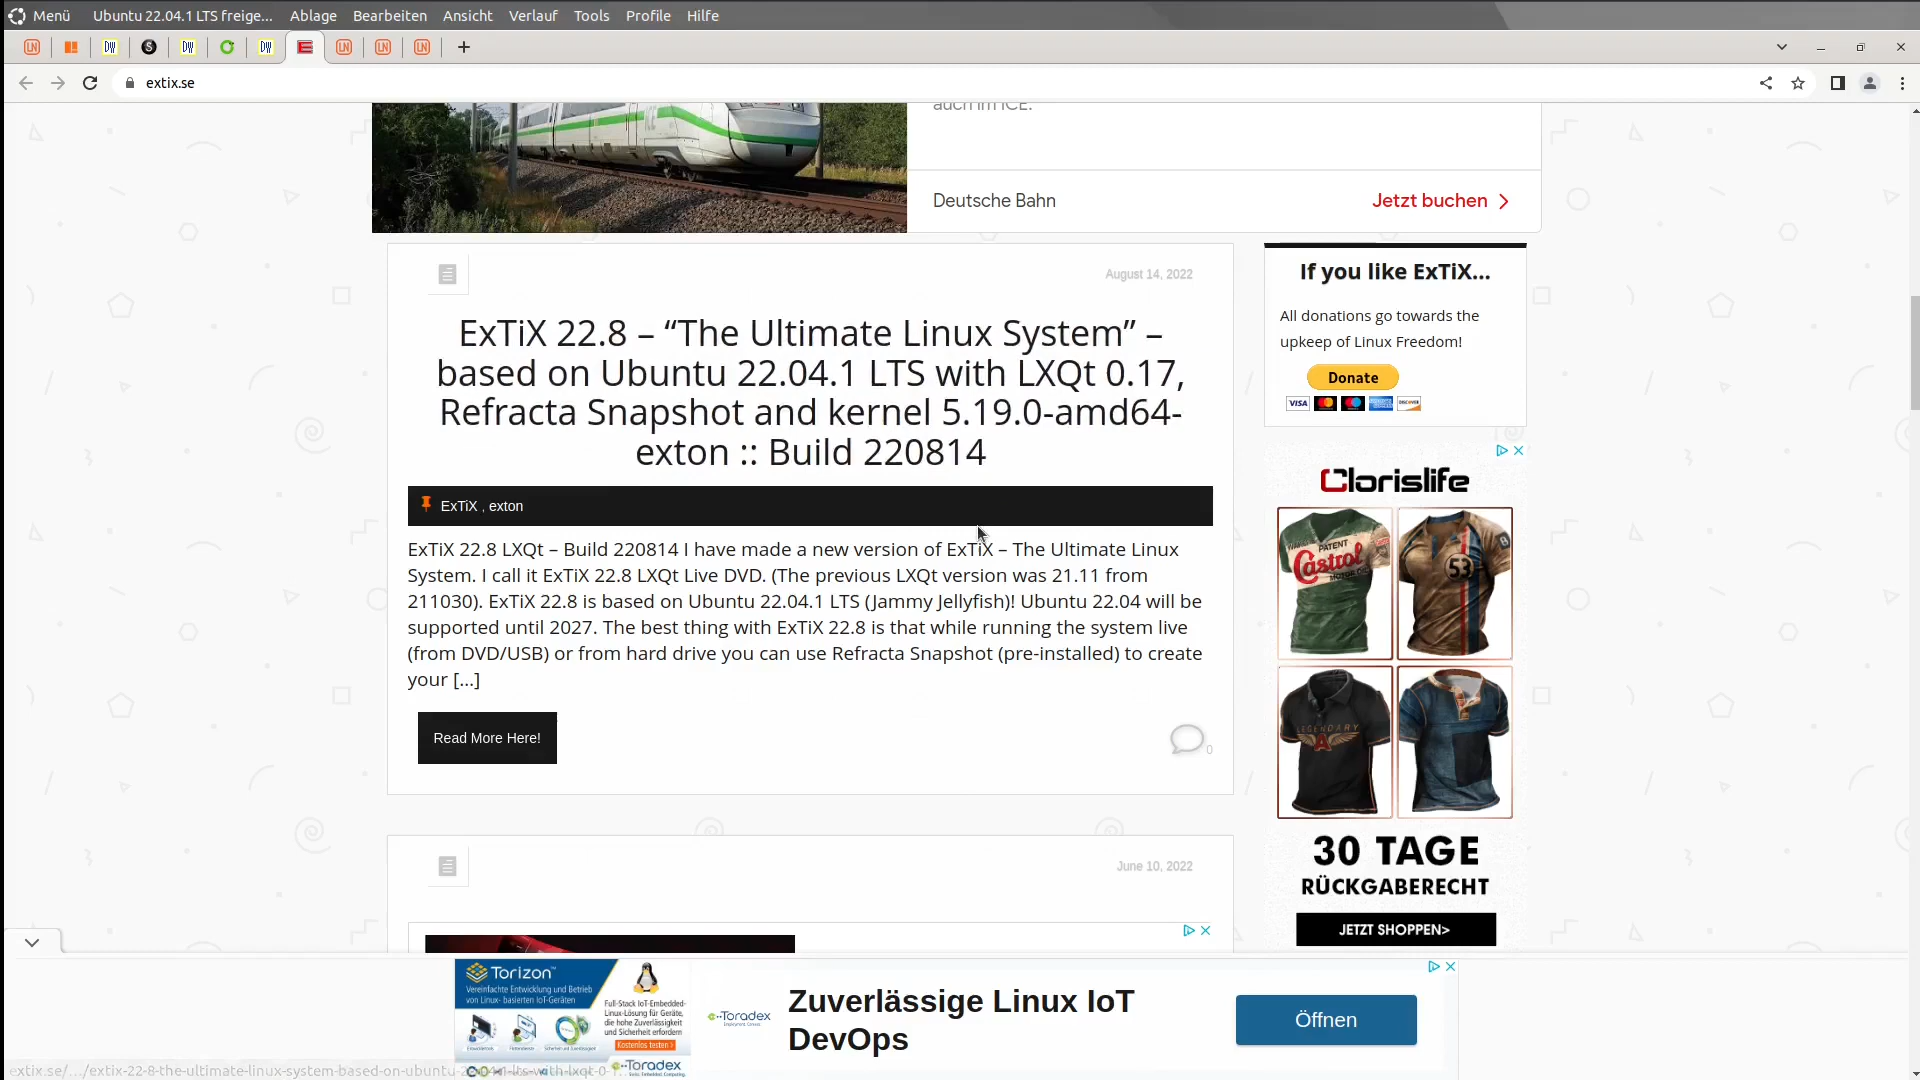 Menü Ubuntu 22.04.1 LTS freige... Ablage Bearbeiten Ansicht Verlauf Tools Profile Hilfe
extix.se
auch im ICE.
Deutsche Bahn
Jetzt buchen
August 14, 2022
ExTiX 22.8 – “The Ultimate Linux System” –
based on Ubuntu 22.04.1 LTS with LXQt 0.17,
Refracta Snapshot and kernel 5.19.0-amd64-
exton :: Build 220814
ExTiX , exton
ExTiX 22.8 LXQt – Build 220814 I have made a new version of ExTiX – The Ultimate Linux
System. I call it ExTiX 22.8 LXQt Live DVD. (The previous LXQt version was 21.11 from
211030). ExTiX 22.8 is based on Ubuntu 22.04.1 LTS (Jammy Jellyfish)! Ubuntu 22.04 will be
supported until 2027. The best thing with ExTiX 22.8 is that while running the system live
(from DVD/USB) or from hard drive you can use Refracta Snapshot (pre-installed) to create
your [...]
Read More Here!
0
June 10, 2022
If you like ExTiX...
All donations go towards the
upkeep of Linux Freedom!
Donate
VISA
DISCOVER
Clorislife
PATENT
Castrol
MOTOR OIL
53
LEGENDARY
A
30 TAGE
RÜCKGABERECHT
JETZT SHOPPEN>
Torizon™
Vereinfachte Entwicklung und Betrieb
von Linux- basierten IoT-Geräten
Full-Stack IoT-Embedded-
Linux-Lösung für Geräte,
die hohe Zuverlässigkeit
und Sicherheit erfordern
Kostenlos testen ›
Toradex
Toradex
Zuverlässige Linux IoT
DevOps
Öffnen
extix.se/.../extix-22-8-the-ultimate-linux-system-based-on-ubuntu-22-04-1-lts-with-lxqt-0-1...